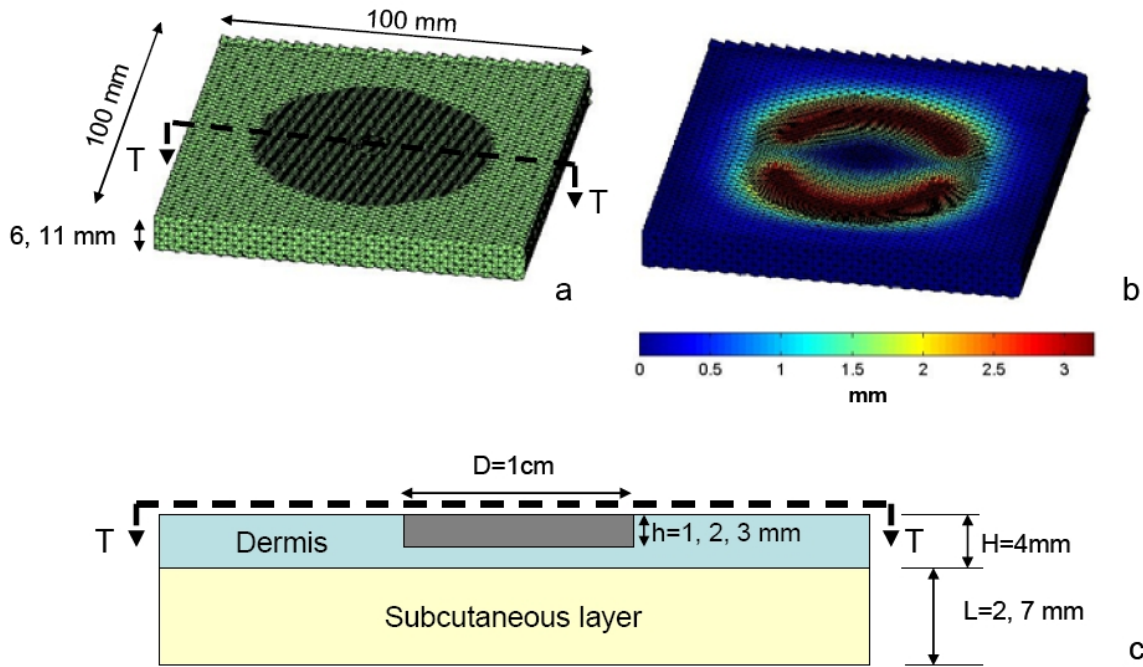 100 mm
100 mm
T
T
6, 11 mm
a
b
0 0.5 1 1.5 2 2.5 3
mm
D=1cm
T
Dermis
h=1, 2, 3 mm
T
H=4mm
Subcutaneous layer
L=2, 7 mm
c